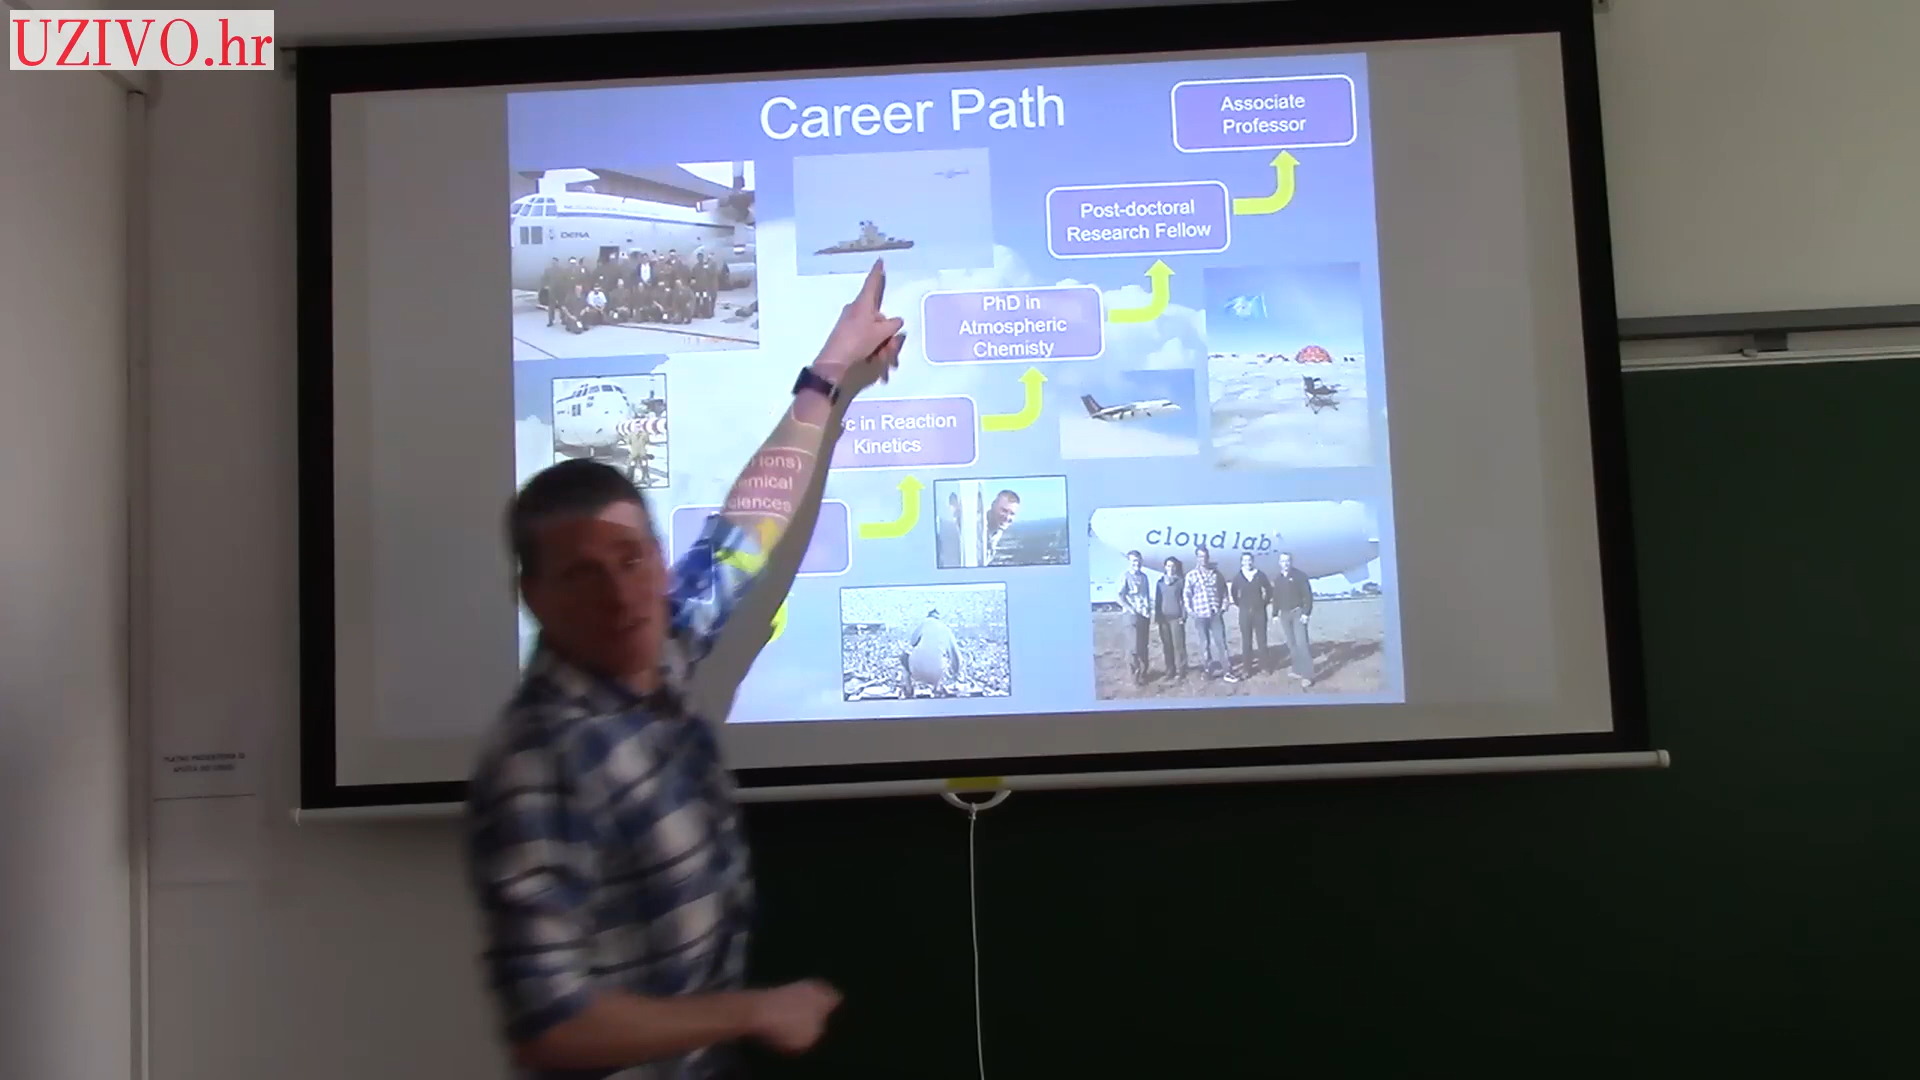 UZIVO.hr
Career Path
Associate
Professor
Post-doctoral
Research Fellow
PhD in
Atmospheric
Chemisty
c in Reaction
Kinetics
ions)
emical
ciences
DERA
cloud lab